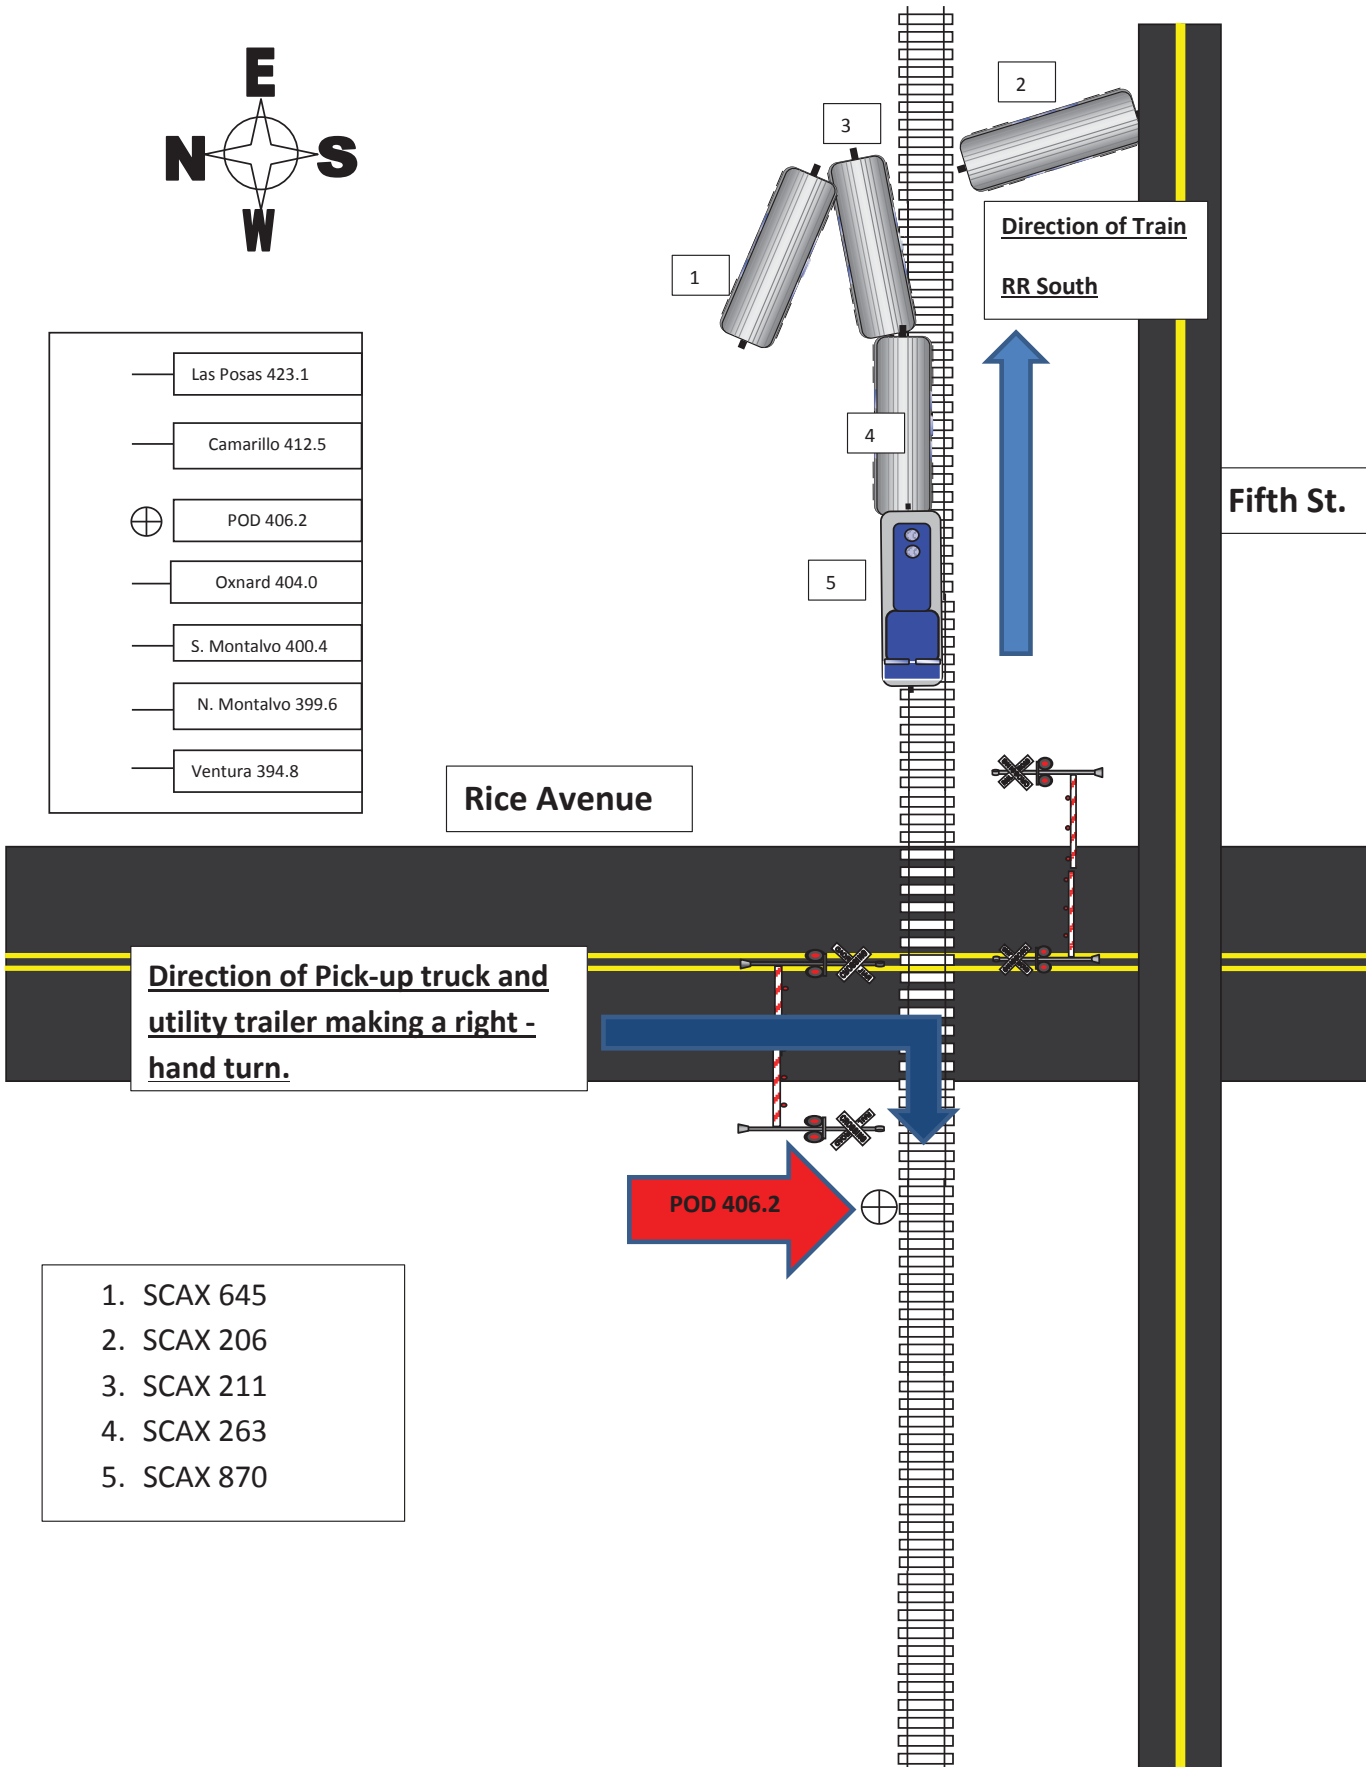 E
N S
W
2
3
1
Direction of Train
RR South
Las Posas 423.1
Camarillo 412.5
POD 406.2
Oxnard 404.0
S. Montalvo 400.4
N. Montalvo 399.6
Ventura 394.8
4
5
Fifth St.
Rice Avenue
Direction of Pick-up truck and
utility trailer making a right -
hand turn.
POD 406.2
1. SCAX 645
2. SCAX 206
3. SCAX 211
4. SCAX 263
5. SCAX 870